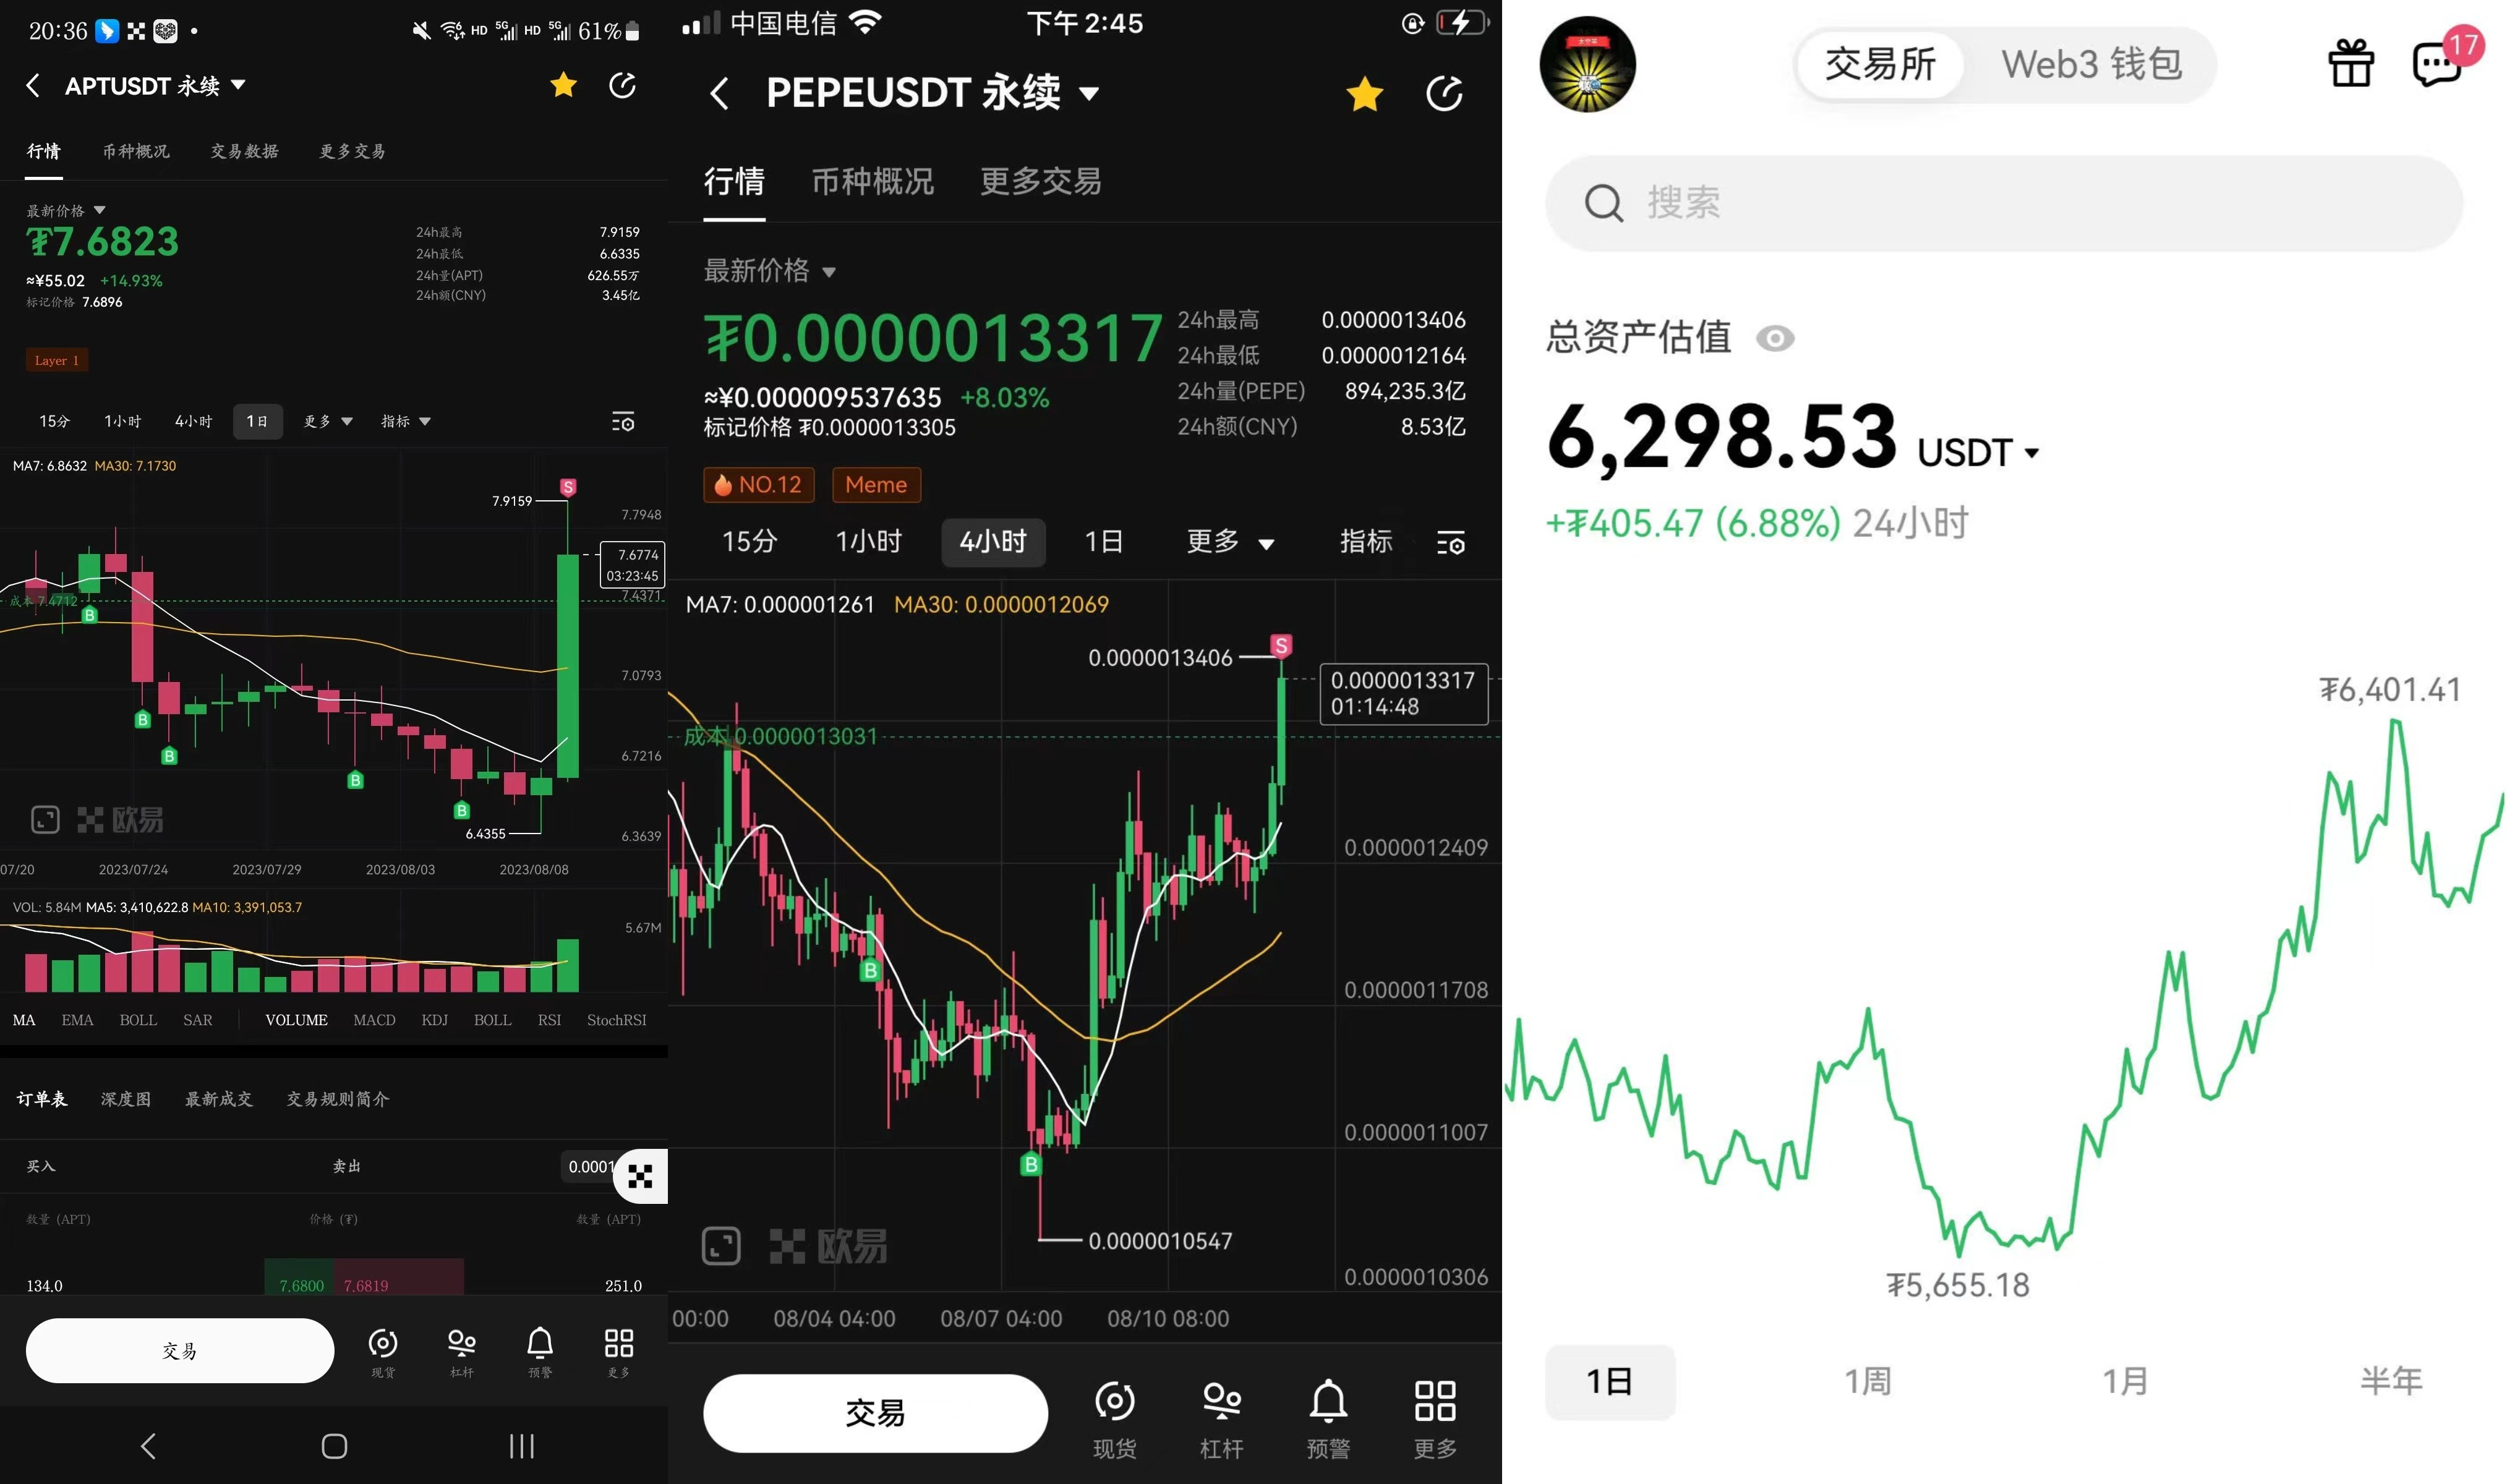 20:36 HD 5G HD 5G 61%
APTUSDT 永续
行情 币种概况 交易数据 更多交易
最新价格
₮7.6823
≈¥55.02 +14.93%
标记价格 7.6896
24h最高 7.9159
24h最低 6.6335
24h量(APT) 626.55万
24h额(CNY) 3.45亿
Layer 1
15分 1小时 4小时 1日 更多 指标
MA7: 6.8632 MA30: 7.1730
S
7.9159
7.7948
7.6774
03:23:45
7.4371
成本 7.4712
B
7.0793
B
B
6.7216
B
B
欧易
6.4355
6.3639
07/20 2023/07/24 2023/07/29 2023/08/03 2023/08/08
VOL: 5.84M MA5: 3,410,622.8 MA10: 3,391,053.7
5.67M
MA EMA BOLL SAR VOLUME MACD KDJ BOLL RSI StochRSI
订单表 深度图 最新成交 交易规则简介
买入 卖出 0.0001
数量 (APT) 价格 (₮) 数量 (APT)
134.0 7.6800 7.6819 251.0
交易 现货 杠杆 预警 更多
中国电信 下午 2:45
PEPEUSDT 永续
行情 币种概况 更多交易
最新价格
₮0.0000013317
≈¥0.000009537635 +8.03%
标记价格 ₮0.0000013305
24h最高 0.0000013406
24h最低 0.0000012164
24h量(PEPE) 894,235.3亿
24h额(CNY) 8.53亿
NO.12 Meme
15分 1小时 4小时 1日 更多 指标
MA7: 0.000001261 MA30: 0.0000012069
S
0.0000013406
0.0000013317
01:14:48
成本 0.0000013031
0.0000012409
B
0.0000011708
0.0000011007
B
欧易
0.0000010547
0.0000010306
00:00 08/04 04:00 08/07 04:00 08/10 08:00
交易 现货 杠杆 预警 更多
交易所 Web3 钱包 17
搜索
总资产估值
6,298.53 USDT
+₮405.47 (6.88%) 24小时
₮6,401.41
₮5,655.18
1日 1周 1月 半年